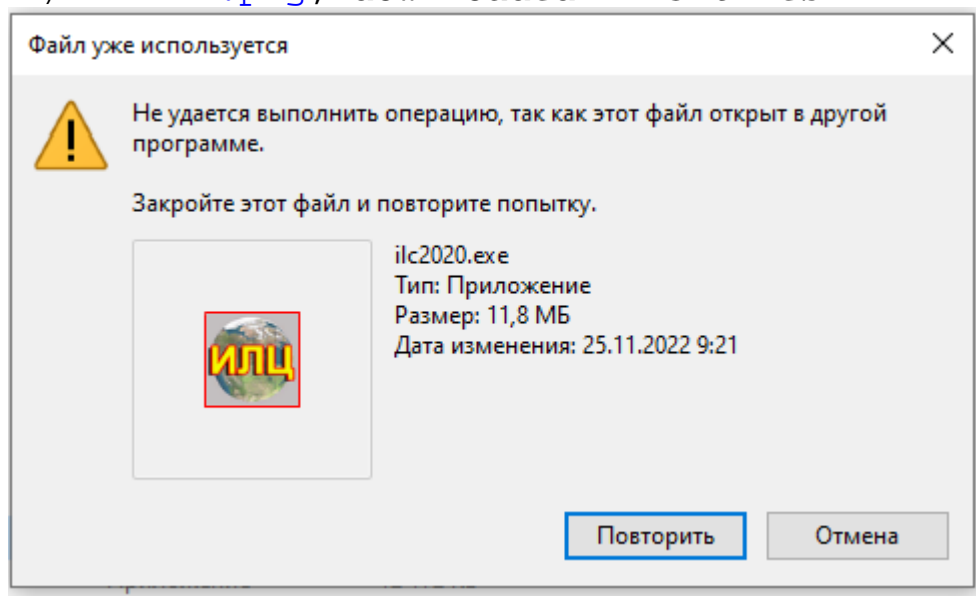 Файл уже используется
Не удается выполнить операцию, так как этот файл открыт в другой
программе.
Закройте этот файл и повторите попытку.
ilc2020.exe
Тип: Приложение
Размер: 11,8 МБ
Дата изменения: 25.11.2022 9:21
ИЛЦ
Повторить
Отмена